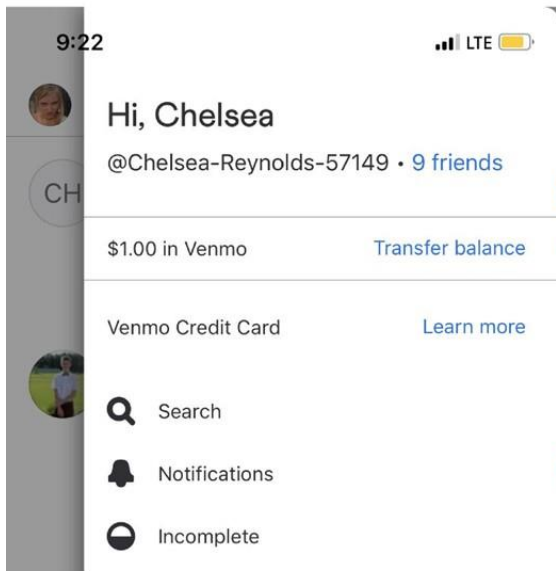 9:22 LTE
Hi, Chelsea
@Chelsea-Reynolds-57149 • 9 friends
CH
$1.00 in Venmo Transfer balance
Venmo Credit Card Learn more
Search
Notifications
Incomplete